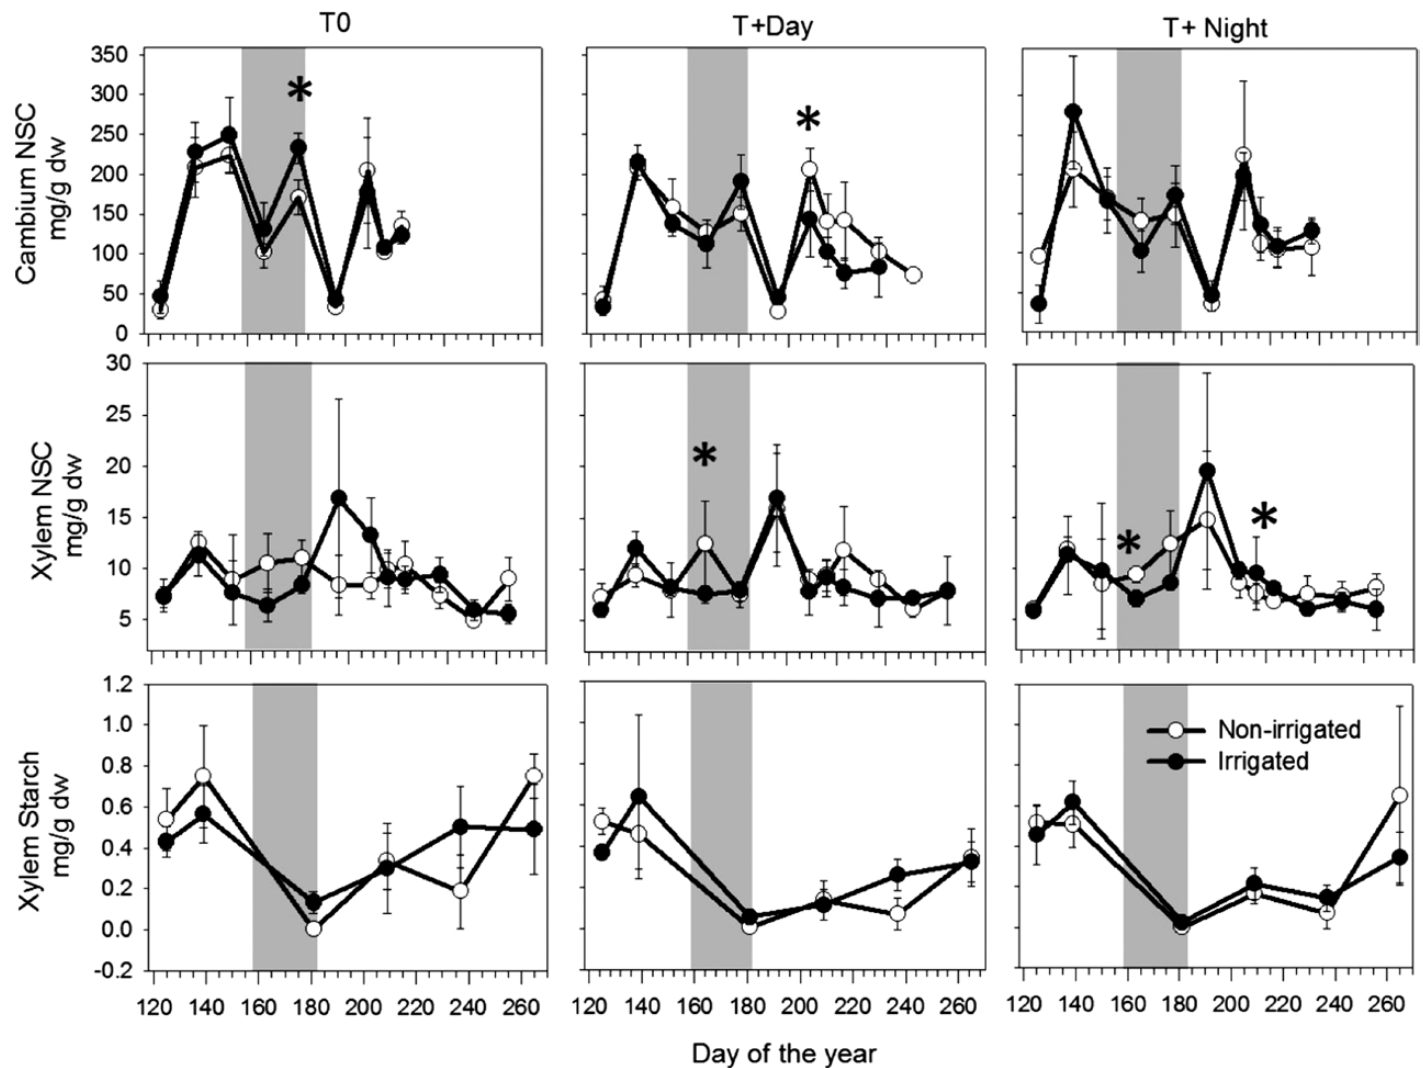 T0
T+Day
T+ Night
Cambium NSC
mg/g dw
350
300
250
200
150
100
50
0
*
*
Xylem NSC
mg/g dw
30
25
20
15
10
5
*
*
*
Xylem Starch
mg/g dw
1.2
1.0
0.8
0.6
0.4
0.2
0.0
-0.2
Non-irrigated
Irrigated
120 140 160 180 200 220 240 260
120 140 160 180 200 220 240 260
120 140 160 180 200 220 240 260
Day of the year